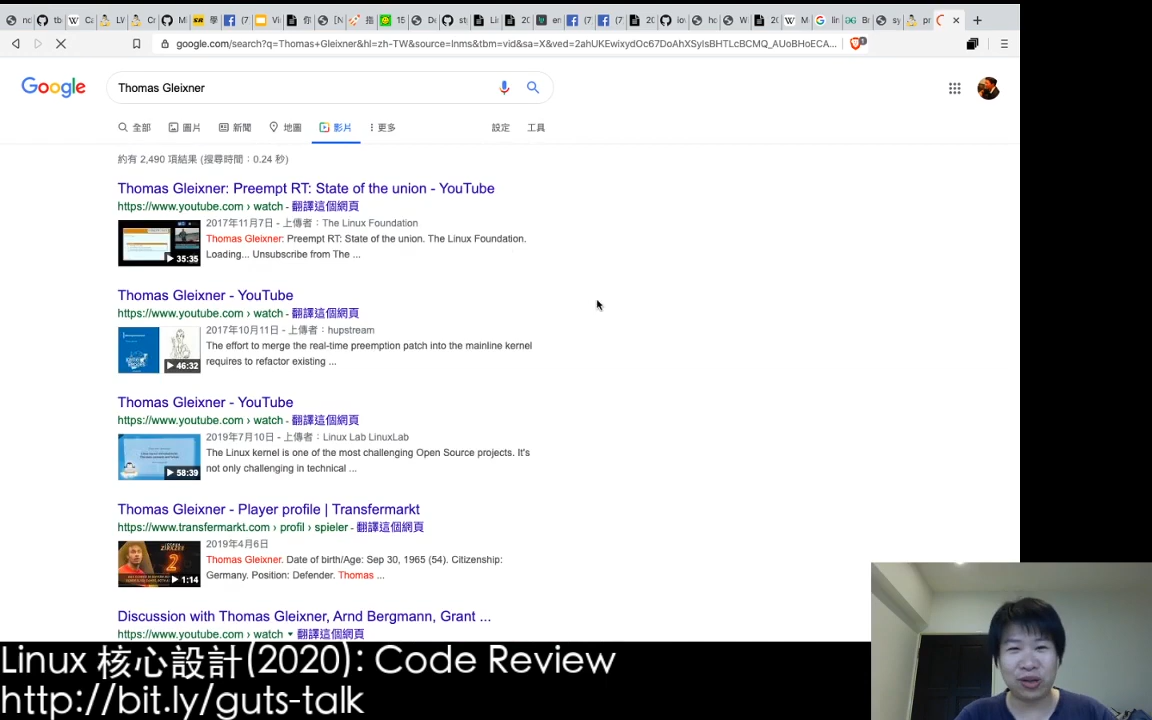 google.com/search?q=Thomas+Gleixner&hl=zh-TW&source=lnms&tbm=vid&sa=X&ved=2ahUKEwixydOc67DoAhXSyIsBHTLcBCMQ_AUoBHoECA...
Google
Thomas Gleixner
全部 圖片 新聞 地圖 影片 更多 設定 工具
約有 2,490 項結果 (搜尋時間：0.24 秒)
Thomas Gleixner: Preempt RT: State of the union - YouTube
https://www.youtube.com › watch - 翻譯這個網頁
2017年11月7日 - 上傳者：The Linux Foundation
Thomas Gleixner: Preempt RT: State of the union. The Linux Foundation.
Loading... Unsubscribe from The ...
35:35
Thomas Gleixner - YouTube
https://www.youtube.com › watch - 翻譯這個網頁
2017年10月11日 - 上傳者：hupstream
The effort to merge the real-time preemption patch into the mainline kernel
requires to refactor existing ...
46:32
Thomas Gleixner - YouTube
https://www.youtube.com › watch - 翻譯這個網頁
2019年7月10日 - 上傳者：Linux Lab LinuxLab
The Linux kernel is one of the most challenging Open Source projects. It's
not only challenging in technical ...
58:39
Thomas Gleixner - Player profile | Transfermarkt
https://www.transfermarkt.com › profil › spieler - 翻譯這個網頁
2019年4月6日
Thomas Gleixner. Date of birth/Age: Sep 30, 1965 (54). Citizenship:
Germany. Position: Defender. Thomas ...
1:14
Discussion with Thomas Gleixner, Arnd Bergmann, Grant ...
https://www.youtube.com › watch 翻譯這個網頁
Linux 核心設計(2020): Code Review
http://bit.ly/guts-talk